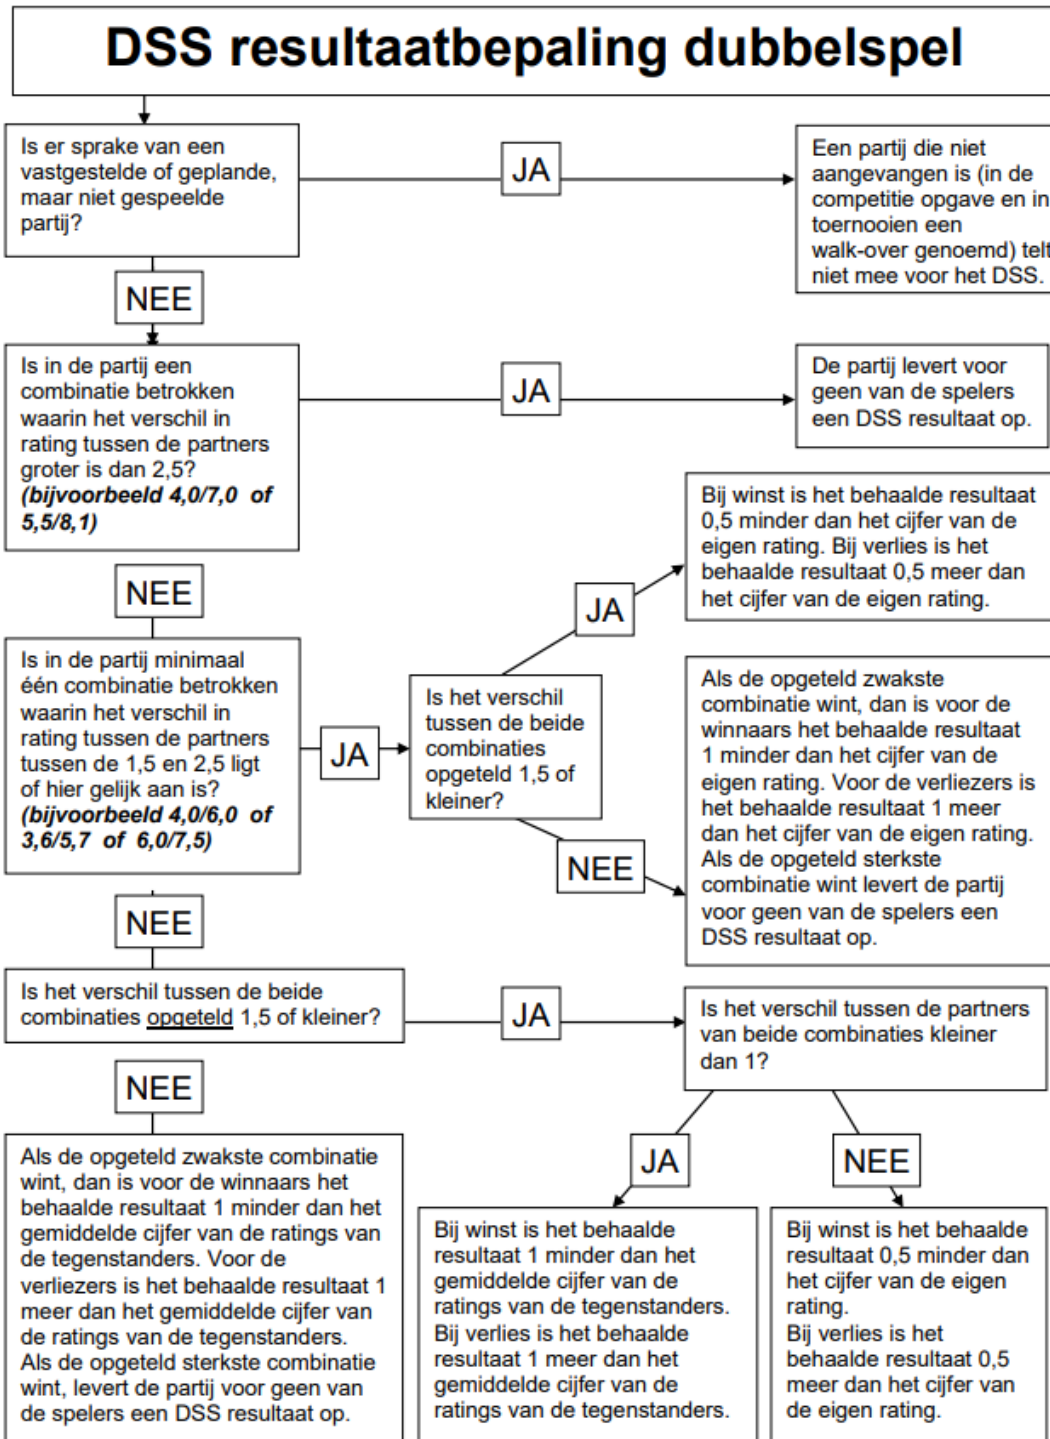 DSS resultaatbepaling dubbelspel
Is er sprake van een
vastgestelde of geplande,
maar niet gespeelde
partij?
JA
Een partij die niet
aangevangen is (in de
competitie opgave en in
toernooien een
walk-over genoemd) telt
niet mee voor het DSS.
NEE
Is in de partij een
combinatie betrokken
waarin het verschil in
rating tussen de partners
groter is dan 2,5?
(bijvoorbeeld 4,0/7,0 of
5,5/8,1)
JA
De partij levert voor
geen van de spelers
een DSS resultaat op.
NEE
Is in de partij minimaal
één combinatie betrokken
waarin het verschil in
rating tussen de partners
tussen de 1,5 en 2,5 ligt
of hier gelijk aan is?
(bijvoorbeeld 4,0/6,0 of
3,6/5,7 of 6,0/7,5)
JA
Is het verschil
tussen de beide
combinaties
opgeteld 1,5 of
kleiner?
JA
Bij winst is het behaalde resultaat
0,5 minder dan het cijfer van de
eigen rating. Bij verlies is het
behaalde resultaat 0,5 meer dan
het cijfer van de eigen rating.
NEE
Als de opgeteld zwakste
combinatie wint, dan is voor de
winnaars het behaalde resultaat
1 minder dan het cijfer van de
eigen rating. Voor de verliezers is
het behaalde resultaat 1 meer
dan het cijfer van de eigen rating.
Als de opgeteld sterkste
combinatie wint levert de partij
voor geen van de spelers een
DSS resultaat op.
NEE
Is het verschil tussen de beide
combinaties opgeteld 1,5 of kleiner?
JA
Is het verschil tussen de partners
van beide combinaties kleiner
dan 1?
NEE
Als de opgeteld zwakste combinatie
wint, dan is voor de winnaars het
behaalde resultaat 1 minder dan het
gemiddelde cijfer van de ratings van
de tegenstanders. Voor de
verliezers is het behaalde resultaat 1
meer dan het gemiddelde cijfer van
de ratings van de tegenstanders.
Als de opgeteld sterkste combinatie
wint, levert de partij voor geen van
de spelers een DSS resultaat op.
JA
Bij winst is het behaalde
resultaat 1 minder dan het
gemiddelde cijfer van de
ratings van de tegenstanders.
Bij verlies is het behaalde
resultaat 1 meer dan het
gemiddelde cijfer van de
ratings van de tegenstanders.
NEE
Bij winst is het behaalde
resultaat 0,5 minder dan
het cijfer van de eigen
rating.
Bij verlies is het
behaalde resultaat 0,5
meer dan het cijfer van
de eigen rating.